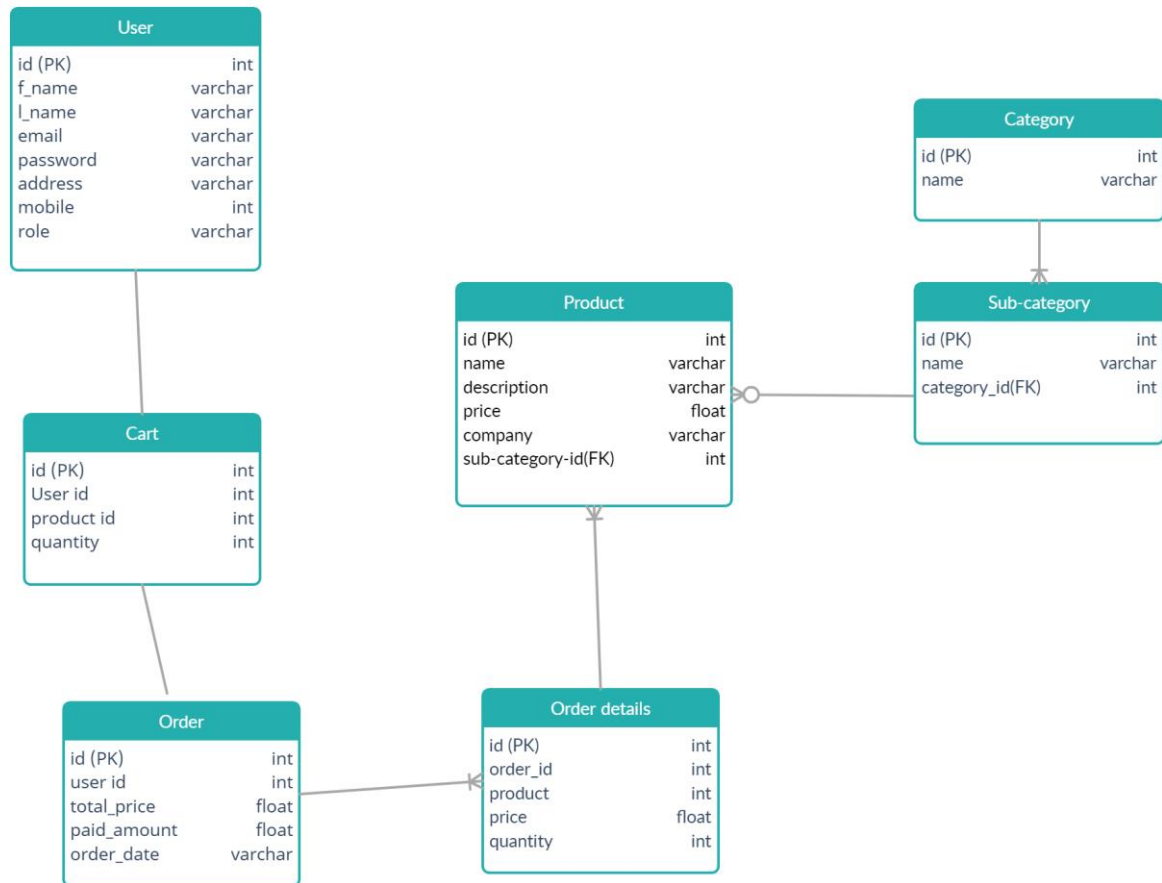 User
id (PK) int
f_name varchar
l_name varchar
email varchar
password varchar
address varchar
mobile int
role varchar
Category
id (PK) int
name varchar
Product
id (PK) int
name varchar
description varchar
price float
company varchar
sub-category-id(FK) int
Sub-category
id (PK) int
name varchar
category_id(FK) int
Cart
id (PK) int
User id int
product id int
quantity int
Order
id (PK) int
user id int
total_price float
paid_amount float
order_date varchar
Order details
id (PK) int
order_id int
product int
price float
quantity int